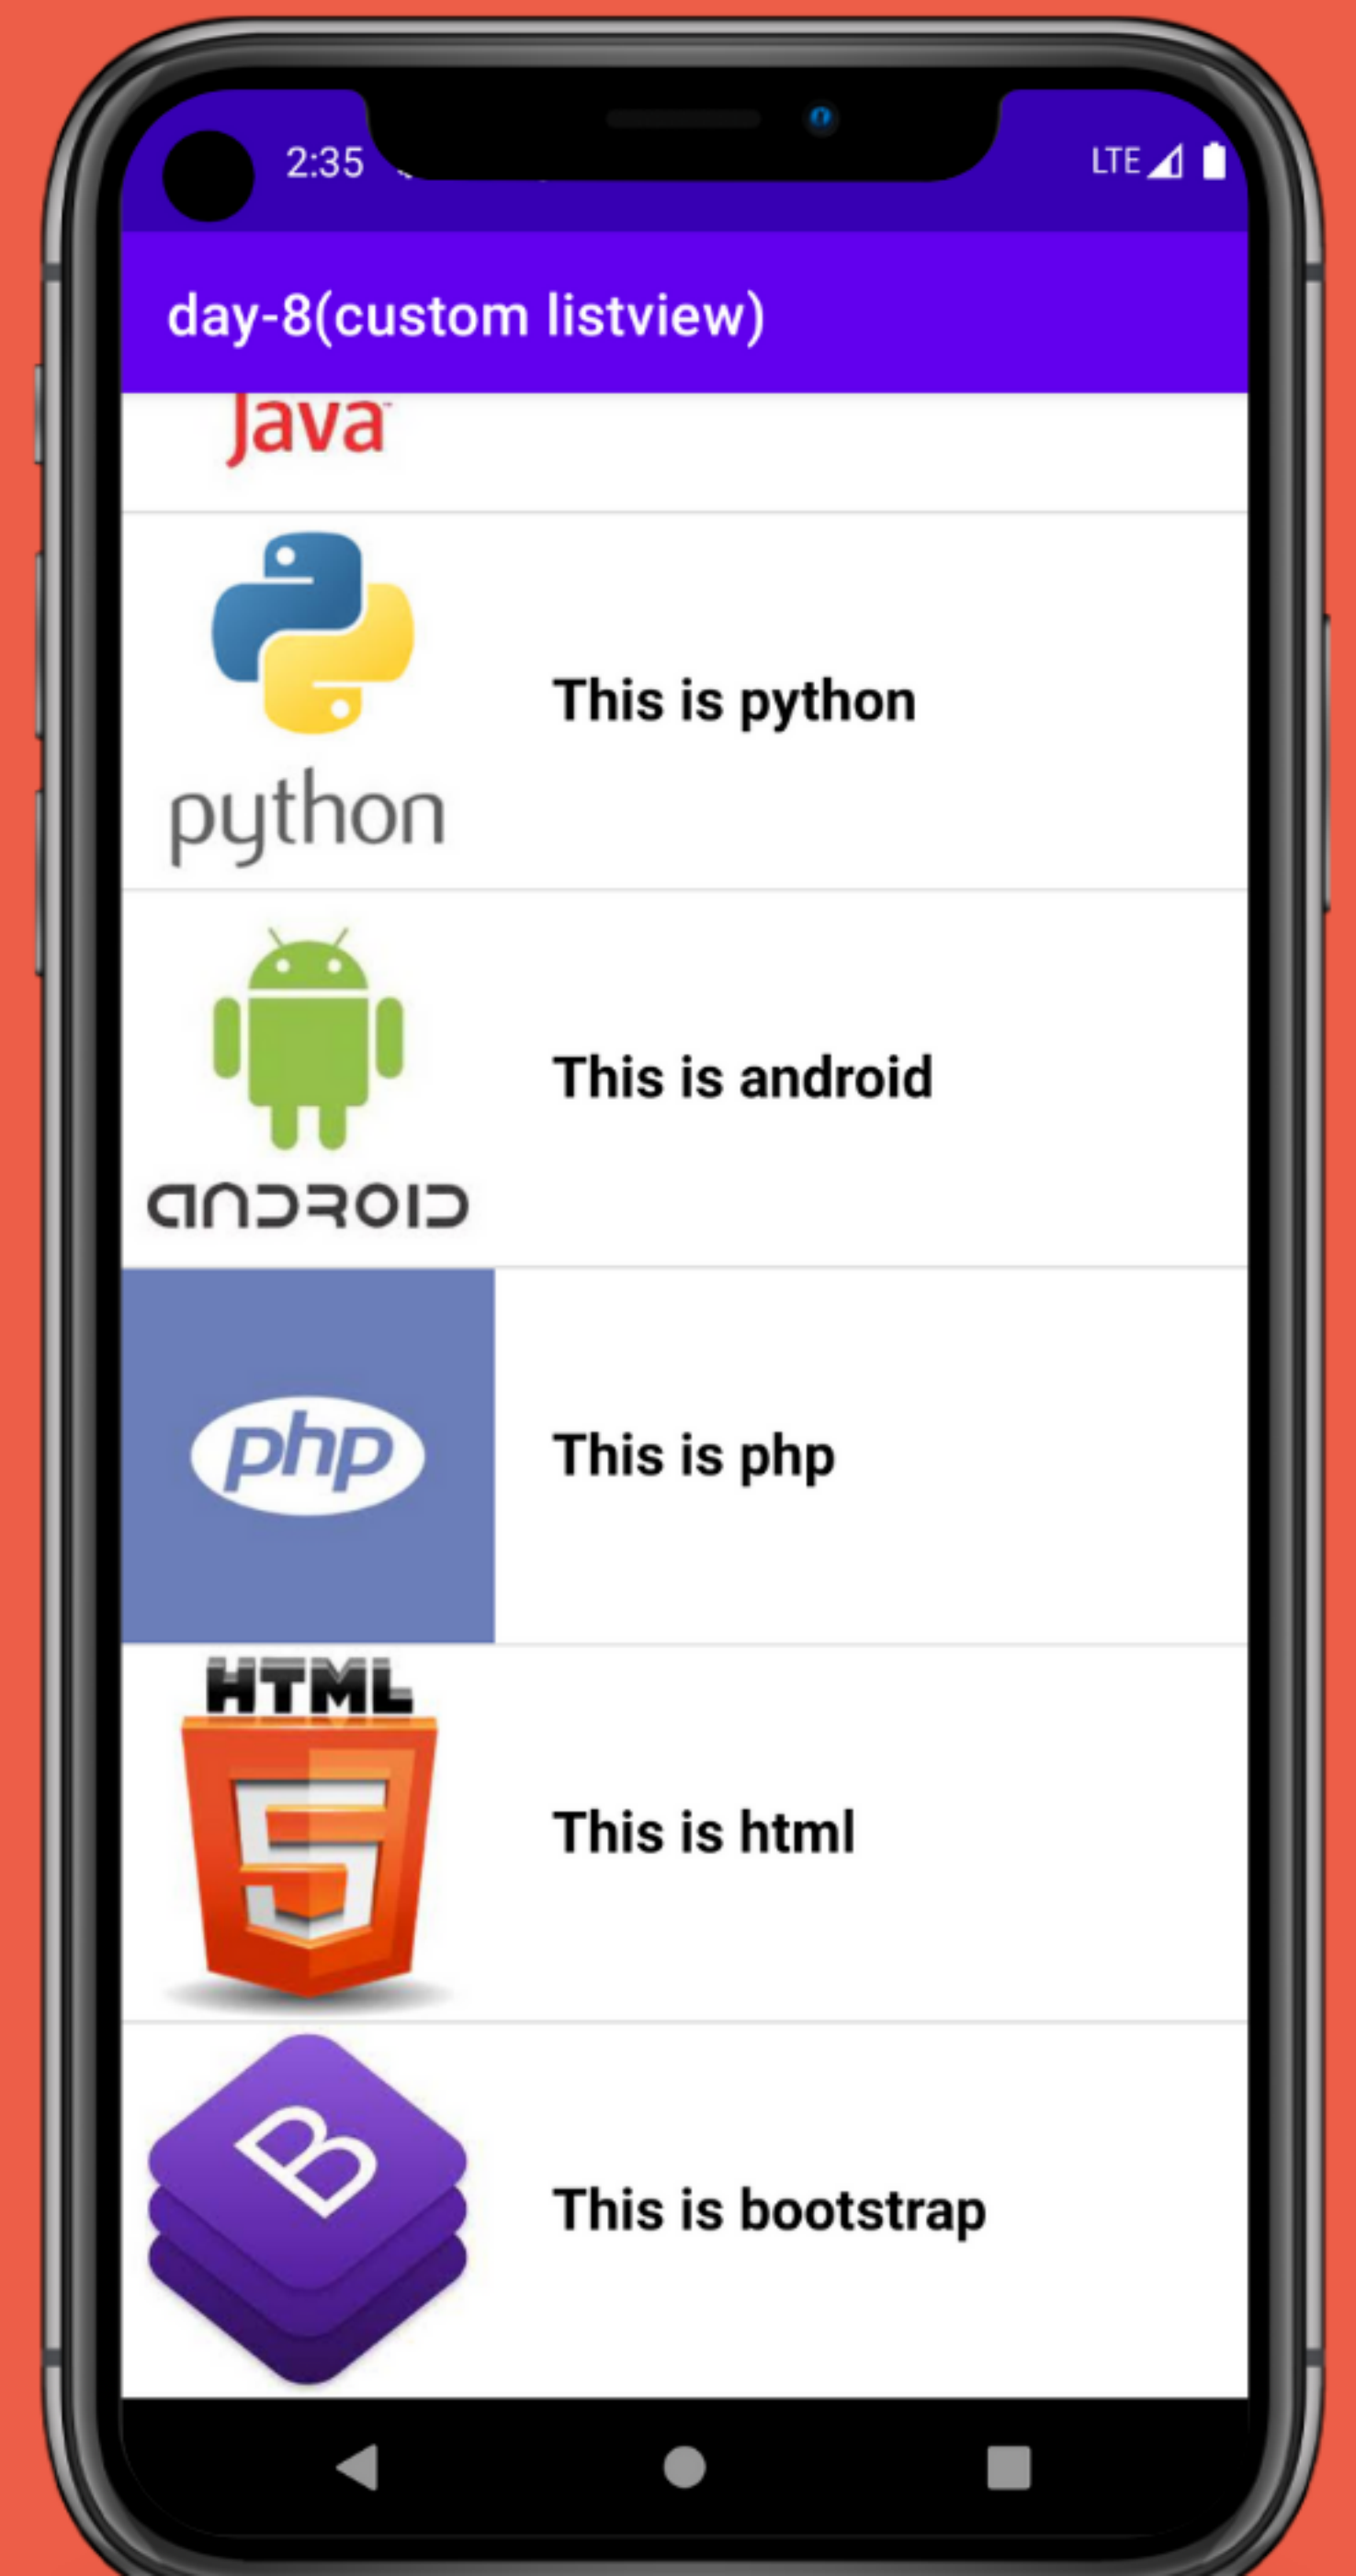 2:35
LTE
day-8(custom listview)
Java
python
This is python
ANDROID
This is android
php
This is php
HTML
5
This is html
B
This is bootstrap